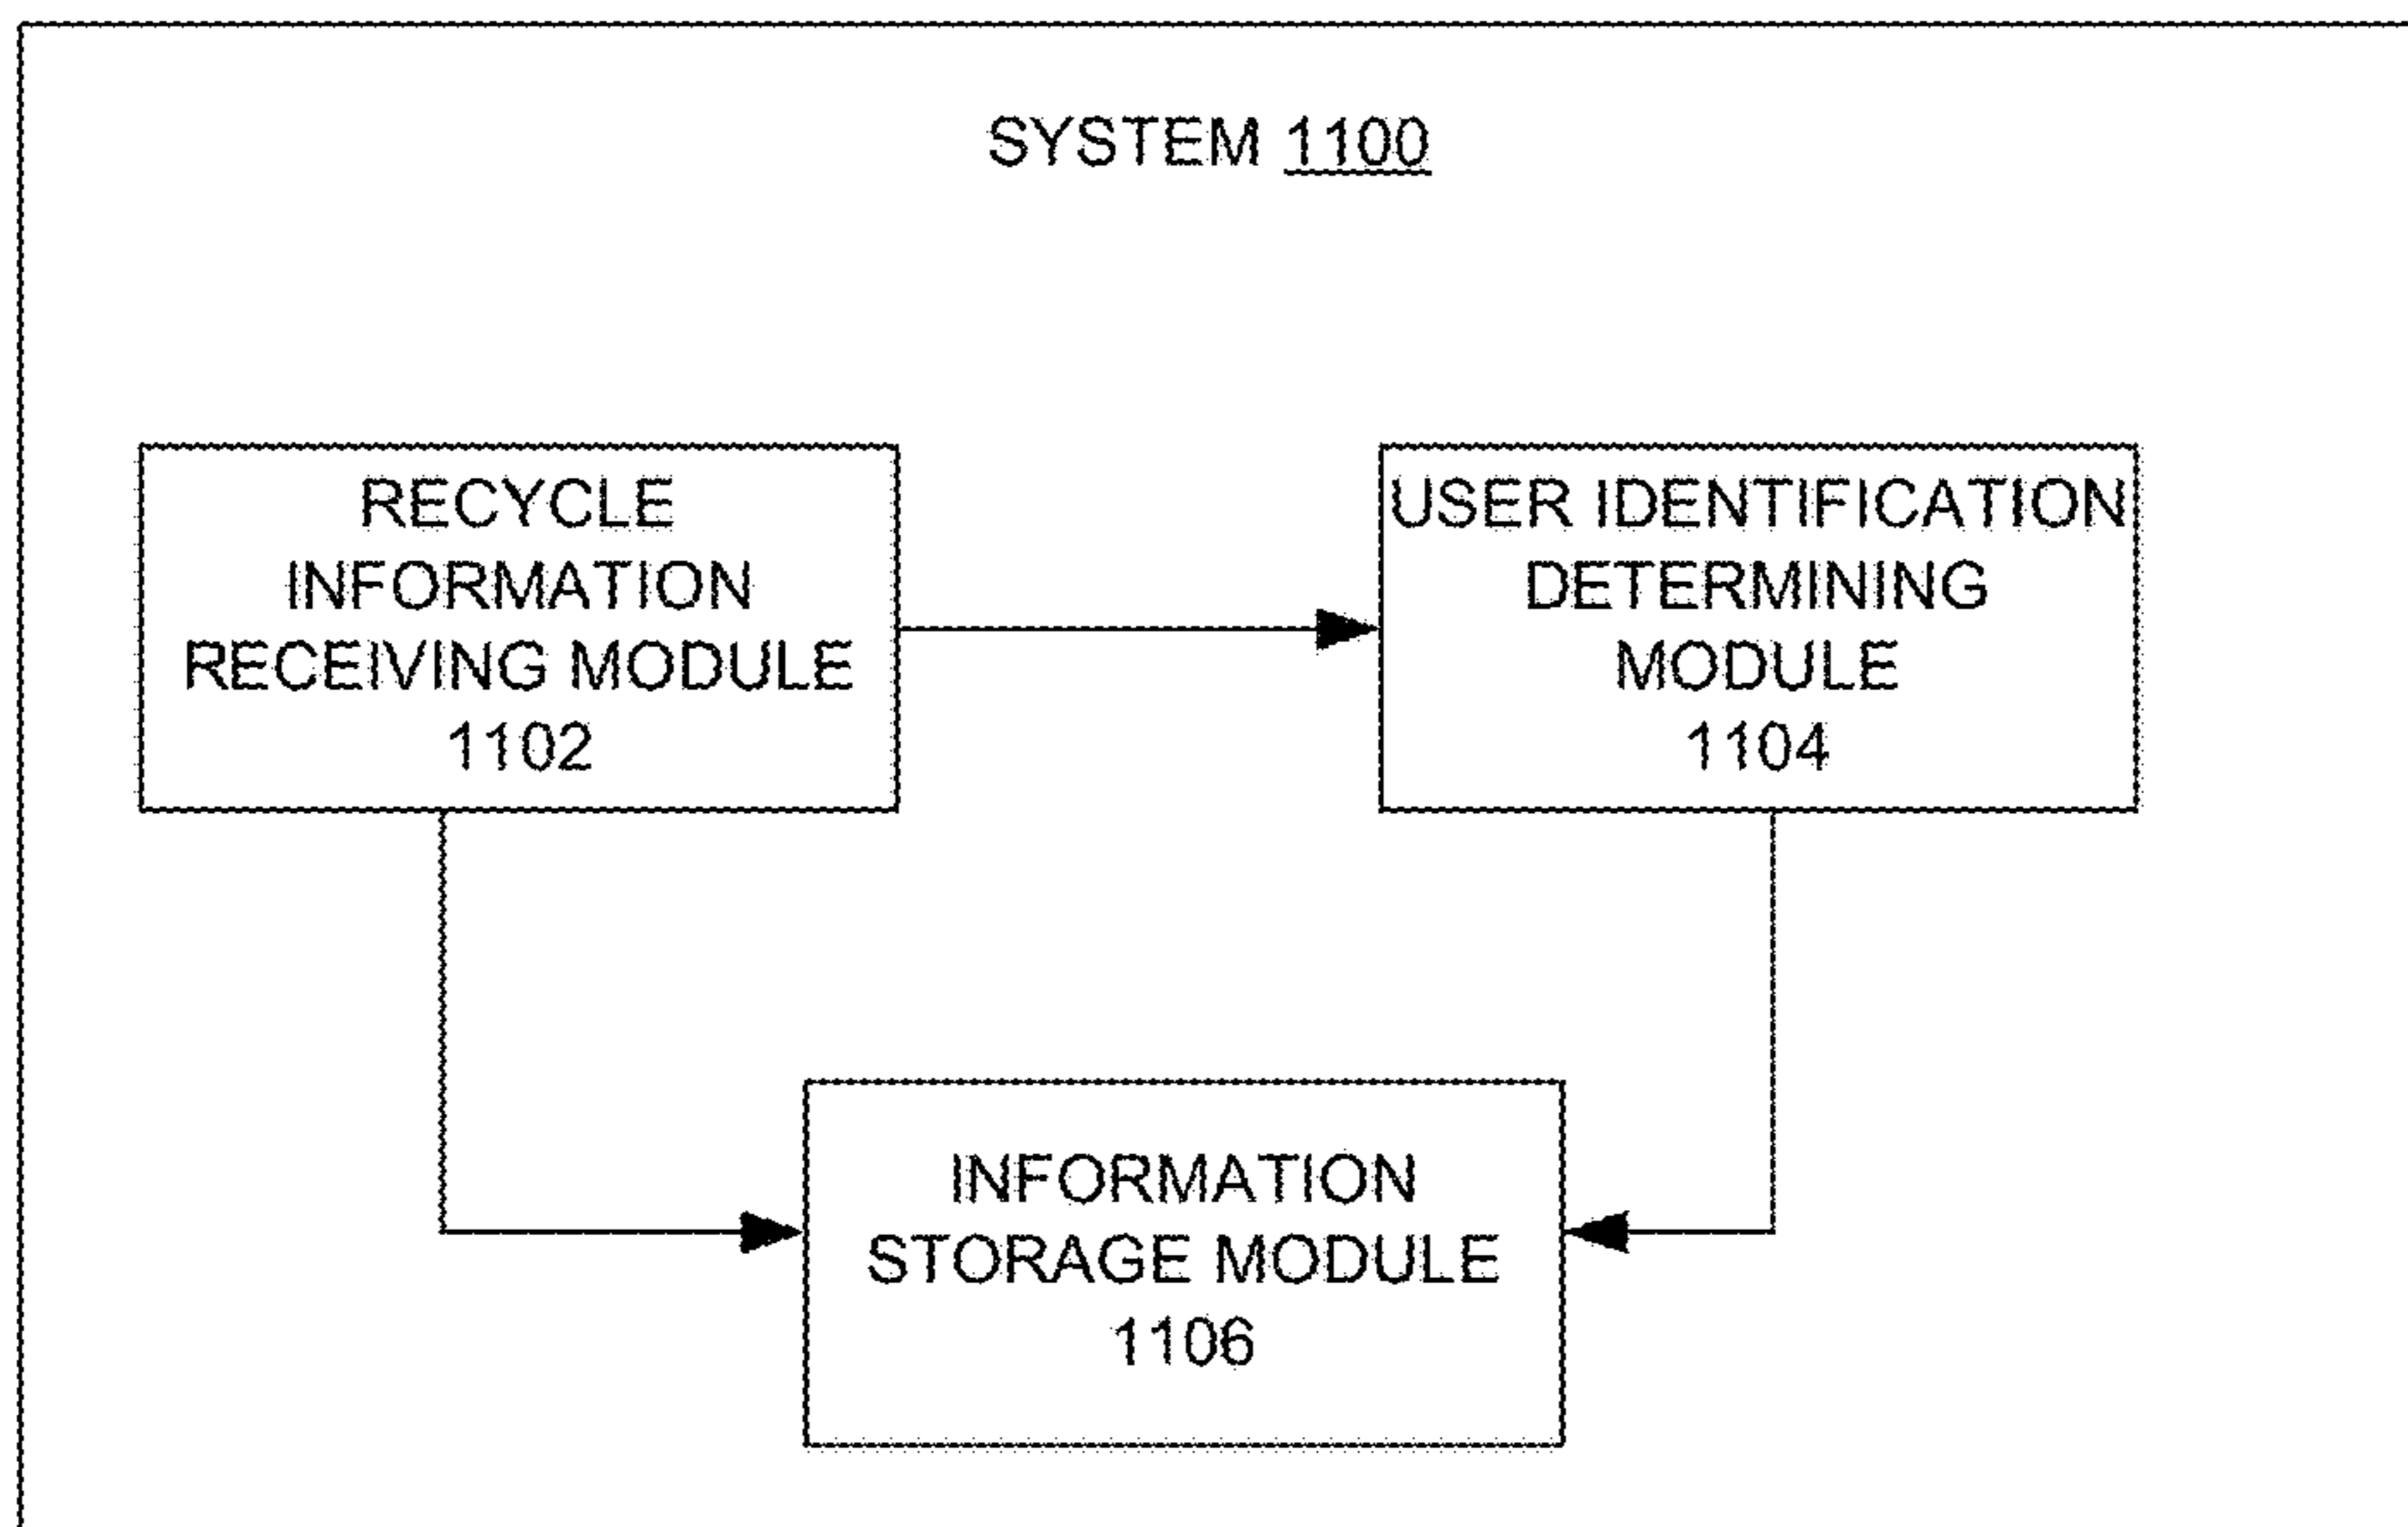 SYSTEM 1100
RECYCLE
INFORMATION
RECEIVING MODULE
1102
USER IDENTIFICATION
DETERMINING
MODULE
1104
INFORMATION
STORAGE MODULE
1106